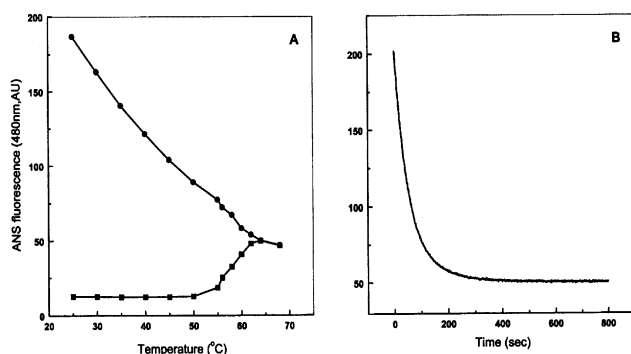 A
B
200
150
100
50
0
20 30 40 50 60 70
ANS fluorescence (480nm,AU)
Temperature (°C)
200
150
100
50
0 200 400 600 800
Time (sec)